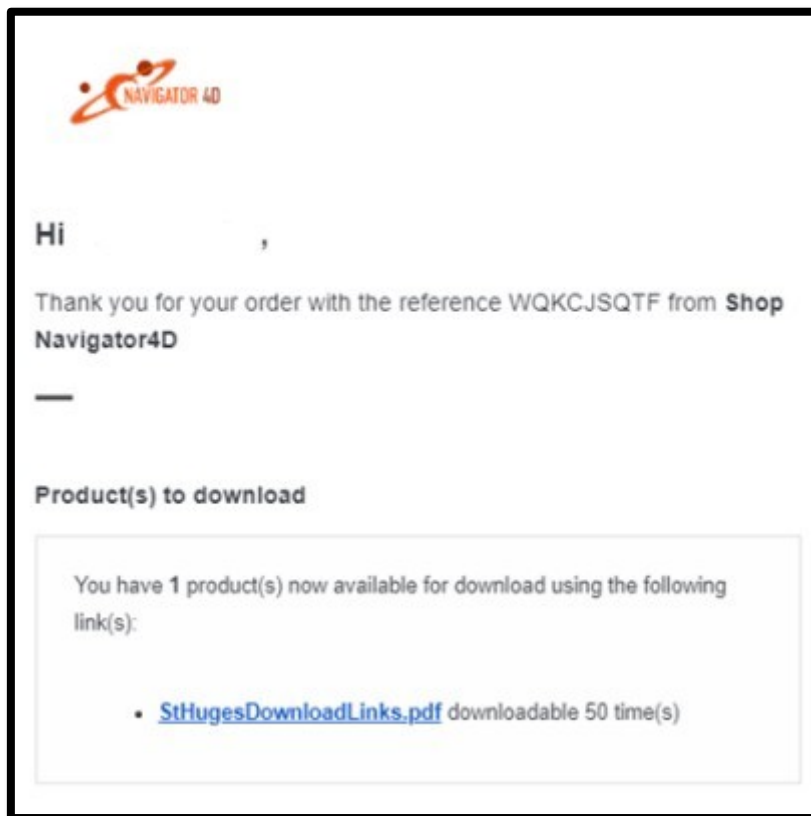 NAVIGATOR 4D
Hi ,
Thank you for your order with the reference WQKCJSQTF from Shop
Navigator4D
Product(s) to download
You have 1 product(s) now available for download using the following
link(s):
• StHugesDownloadLinks.pdf downloadable 50 time(s)